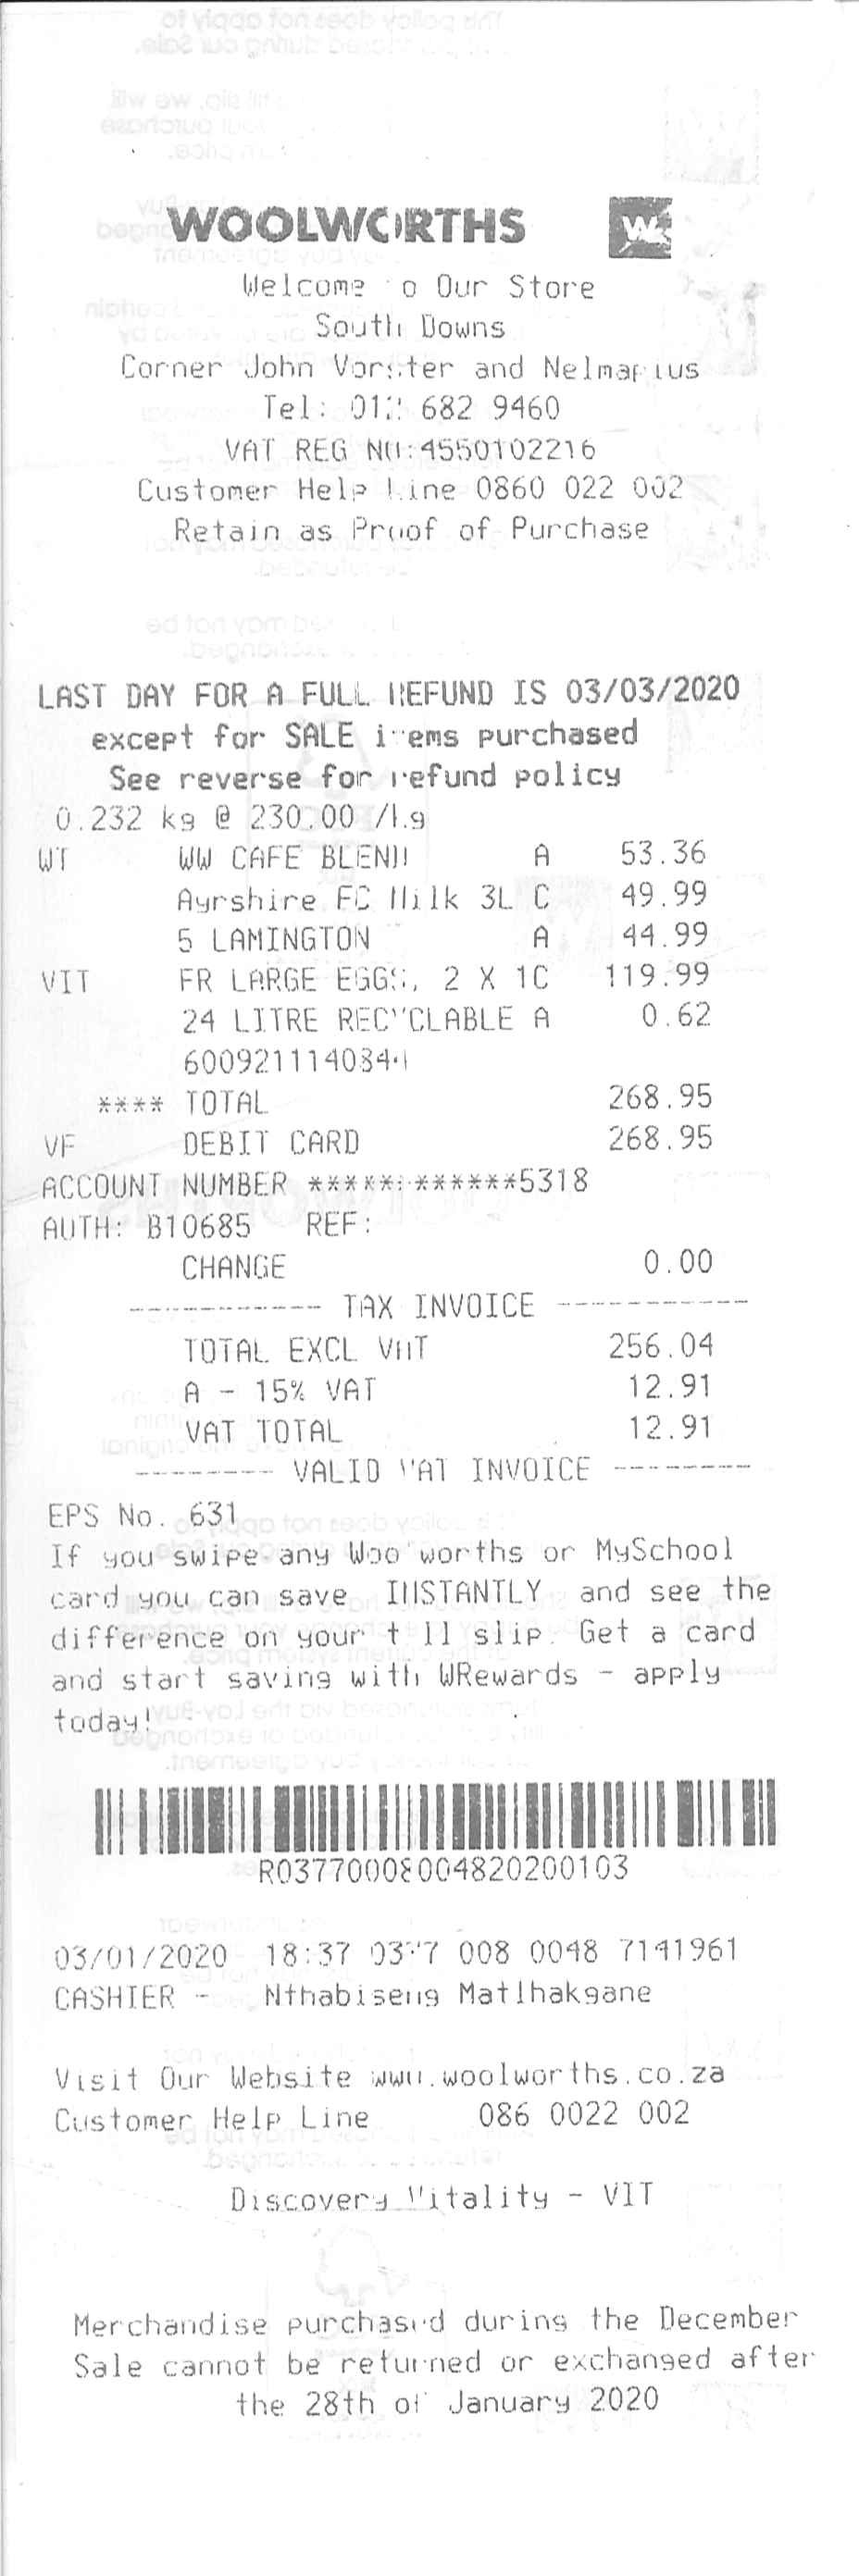 WOOLWORTHS W
Welcome o Our Store
South Downs
Corner John Vorster and Nelmapius
Tel: 012 682 9460
VAT REG NO:4550102216
Customer Help Line 0860 022 002
Retain as Proof of Purchase
LAST DAY FOR A FULL REFUND IS 03/03/2020
except for SALE items purchased
See reverse for refund policy
0.232 kg @ 230.00 /kg
WT WW CAFE BLEND A 53.36
Ayrshire FC Milk 3L C 49.99
5 LAMINGTON A 44.99
VIT FR LARGE EGGS, 2 X 1C 119.99
24 LITRE RECYCLABLE A 0.62
**** TOTAL 268.95
VF DEBIT CARD 268.95
ACCOUNT NUMBER ************5318
AUTH: B10685 REF:
CHANGE 0.00
------------ TAX INVOICE ------------
TOTAL EXCL VAT 256.04
A - 15% VAT 12.91
VAT TOTAL 12.91
--------- VALID VAT INVOICE ---------
EPS No. 631
If you swipe any Woolworths or MySchool
card you can save INSTANTLY and see the
difference on your till slip. Get a card
and start saving with WRewards - apply
today!
R03770008004820200103
03/01/2020 18:37 0377 008 0048 7141961
CASHIER - Nthabiseng Matlhakgane
Visit Our Website www.woolworths.co.za
Customer Help Line 086 0022 002
Discovery Vitality - VIT
Merchandise purchased during the December
Sale cannot be returned or exchanged after
the 28th of January 2020